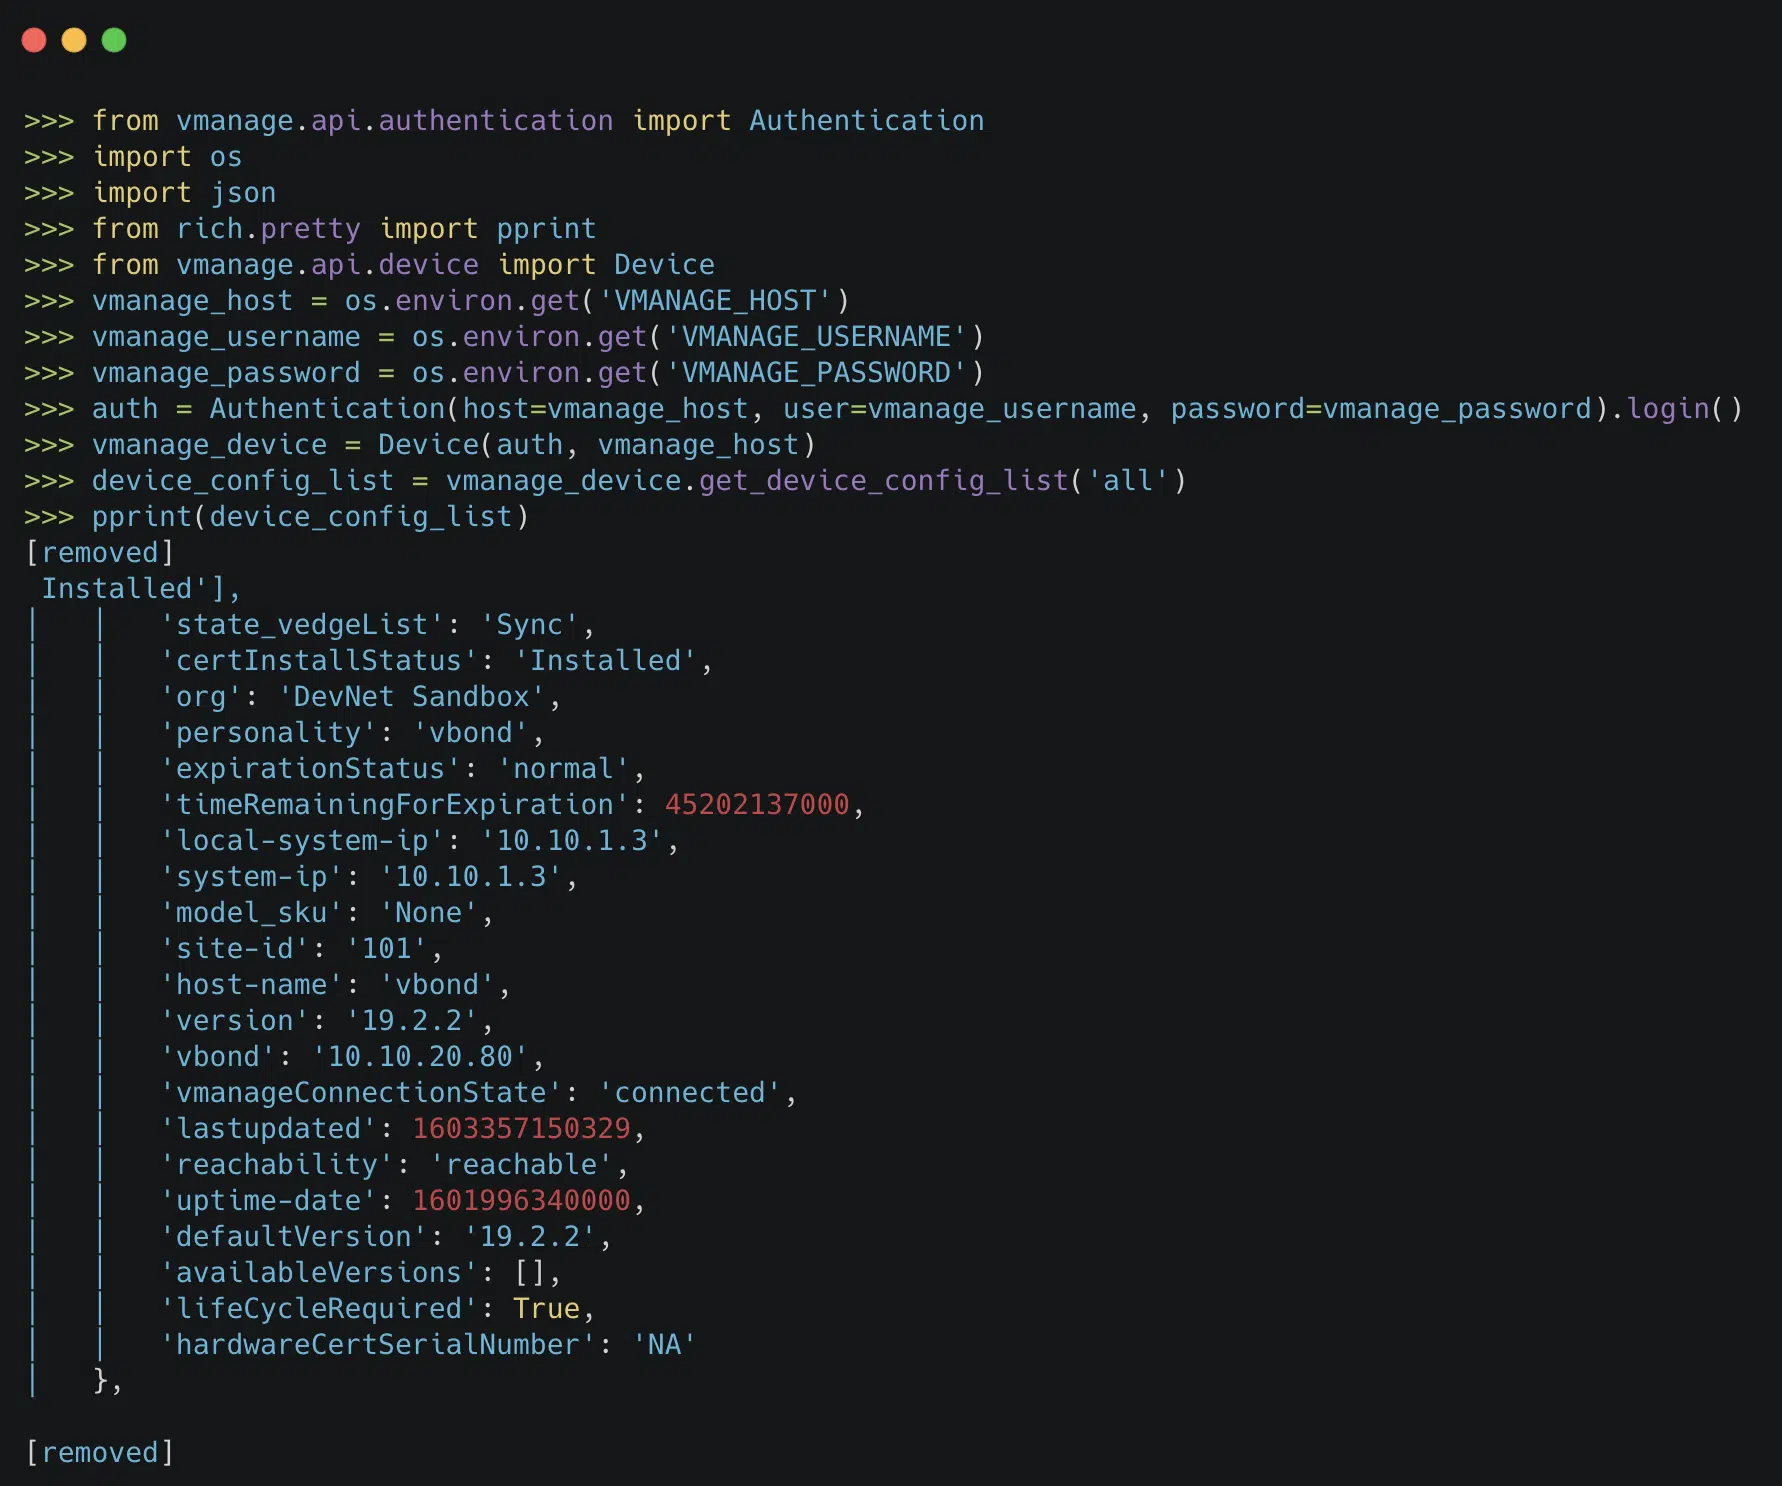 >>> from vmanage.api.authentication import Authentication
>>> import os
>>> import json
>>> from rich.pretty import pprint
>>> from vmanage.api.device import Device
>>> vmanage_host = os.environ.get('VMANAGE_HOST')
>>> vmanage_username = os.environ.get('VMANAGE_USERNAME')
>>> vmanage_password = os.environ.get('VMANAGE_PASSWORD')
>>> auth = Authentication(host=vmanage_host, user=vmanage_username, password=vmanage_password).login()
>>> vmanage_device = Device(auth, vmanage_host)
>>> device_config_list = vmanage_device.get_device_config_list('all')
>>> pprint(device_config_list)
[removed]
 Installed'],
│   │   'state_vedgeList': 'Sync',
│   │   'certInstallStatus': 'Installed',
│   │   'org': 'DevNet Sandbox',
│   │   'personality': 'vbond',
│   │   'expirationStatus': 'normal',
│   │   'timeRemainingForExpiration': 45202137000,
│   │   'local-system-ip': '10.10.1.3',
│   │   'system-ip': '10.10.1.3',
│   │   'model_sku': 'None',
│   │   'site-id': '101',
│   │   'host-name': 'vbond',
│   │   'version': '19.2.2',
│   │   'vbond': '10.10.20.80',
│   │   'vmanageConnectionState': 'connected',
│   │   'lastupdated': 1603357150329,
│   │   'reachability': 'reachable',
│   │   'uptime-date': 1601996340000,
│   │   'defaultVersion': '19.2.2',
│   │   'availableVersions': [],
│   │   'lifeCycleRequired': True,
│   │   'hardwareCertSerialNumber': 'NA'
│   },
[removed]